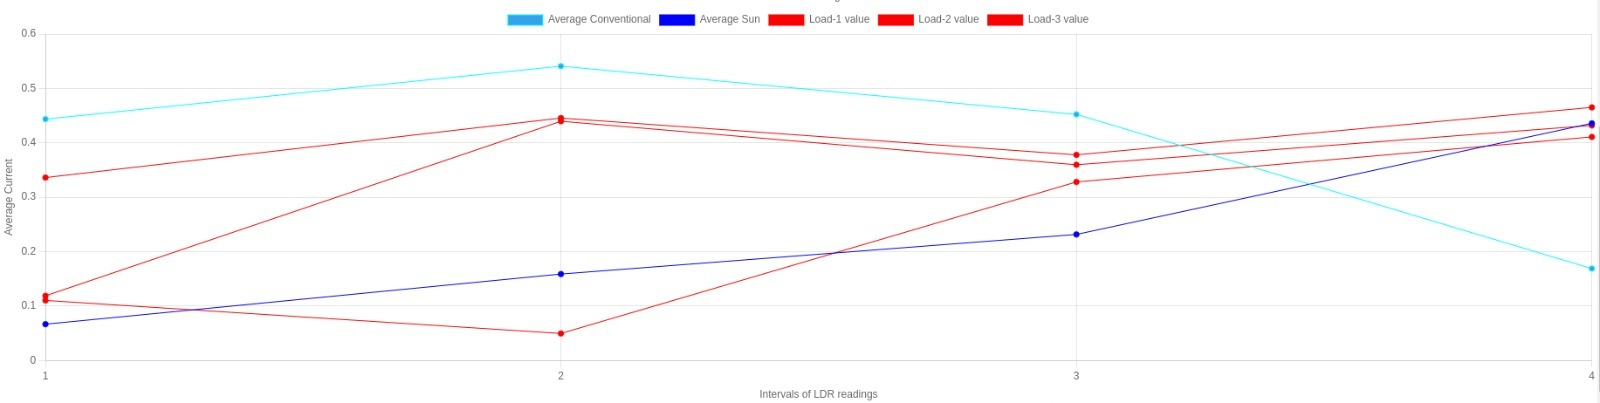 Average Conventional Average Sun Load-1 value Load-2 value Load-3 value
0.6
0.5
0.4
0.3
0.2
0.1
0
Average Current
1 2 3 4
Intervals of LDR readings